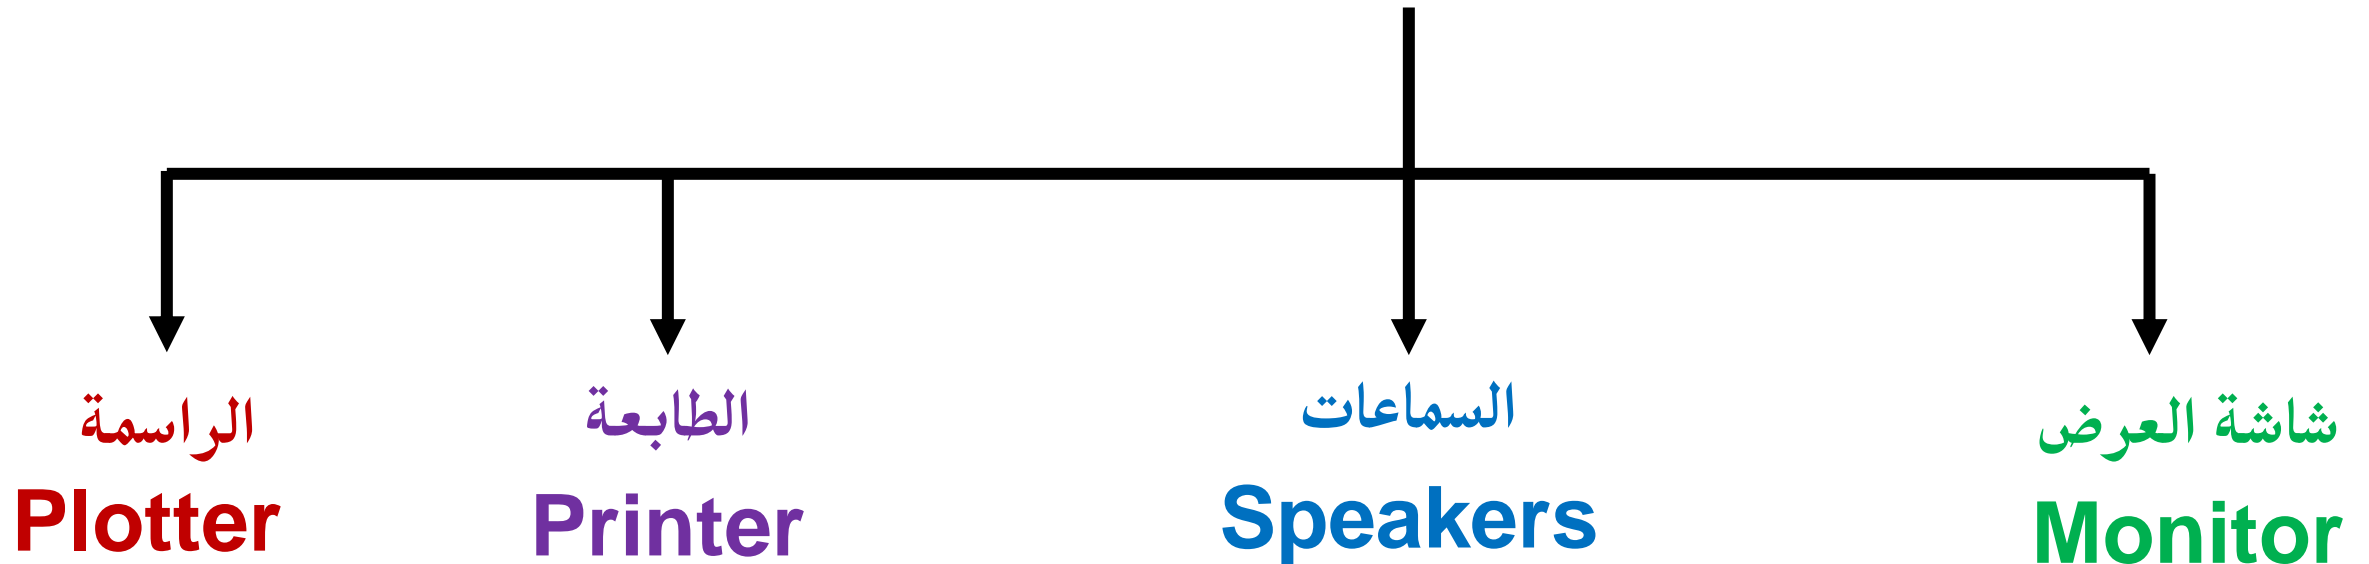 شاشة العرض
Monitor
السماعات
Speakers
الطابعة
Printer
الراسمة
Plotter